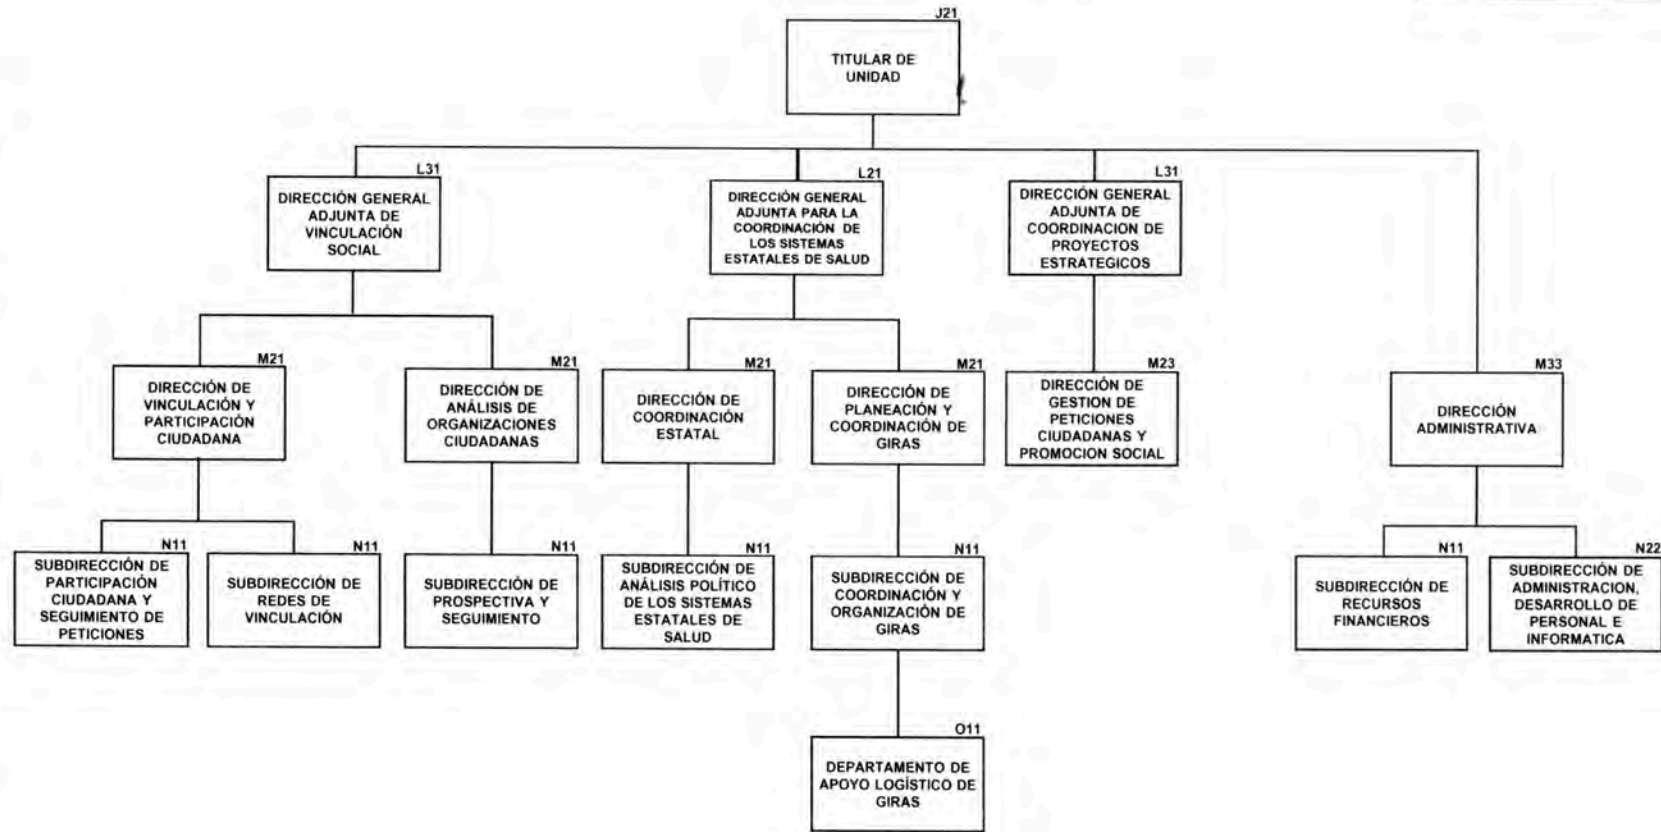 J21
TITULAR DE
UNIDAD
L31
DIRECCIÓN GENERAL
ADJUNTA DE
VINCULACIÓN
SOCIAL
L21
DIRECCIÓN GENERAL
ADJUNTA PARA LA
COORDINACIÓN DE
LOS SISTEMAS
ESTATALES DE SALUD
L31
DIRECCIÓN GENERAL
ADJUNTA DE
COORDINACION DE
PROYECTOS
ESTRATEGICOS
M21
DIRECCIÓN DE
VINCULACIÓN Y
PARTICIPACIÓN
CIUDADANA
M21
DIRECCIÓN DE
ANÁLISIS DE
ORGANIZACIONES
CIUDADANAS
M21
DIRECCIÓN DE
COORDINACIÓN
ESTATAL
M21
DIRECCIÓN DE
PLANEACIÓN Y
COORDINACIÓN DE
GIRAS
M23
DIRECCIÓN DE
GESTION DE
PETICIONES
CIUDADANAS Y
PROMOCION SOCIAL
M33
DIRECCIÓN
ADMINISTRATIVA
N11
SUBDIRECCIÓN DE
PARTICIPACIÓN
CIUDADANA Y
SEGUIMIENTO DE
PETICIONES
N11
SUBDIRECCIÓN DE
REDES DE
VINCULACIÓN
N11
SUBDIRECCIÓN DE
PROSPECTIVA Y
SEGUIMIENTO
N11
SUBDIRECCIÓN DE
ANÁLISIS POLÍTICO
DE LOS SISTEMAS
ESTATALES DE
SALUD
N11
SUBDIRECCIÓN DE
COORDINACIÓN Y
ORGANIZACIÓN DE
GIRAS
N11
SUBDIRECCIÓN DE
RECURSOS
FINANCIEROS
N22
SUBDIRECCIÓN DE
ADMINISTRACION,
DESARROLLO DE
PERSONAL E
INFORMATICA
O11
DEPARTAMENTO DE
APOYO LOGÍSTICO DE
GIRAS